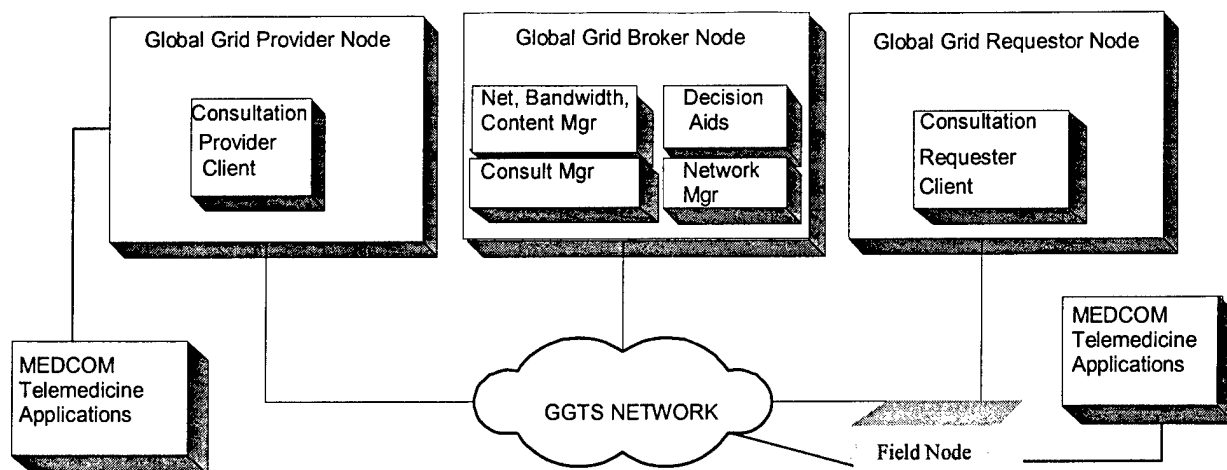 Global Grid Provider Node
Consultation
Provider
Client
Global Grid Broker Node
Net, Bandwidth,
Content Mgr
Decision
Aids
Consult Mgr
Network
Mgr
Global Grid Requestor Node
Consultation
Requester
Client
MEDCOM
Telemedicine
Applications
GGTS NETWORK
Field Node
MEDCOM
Telemedicine
Applications